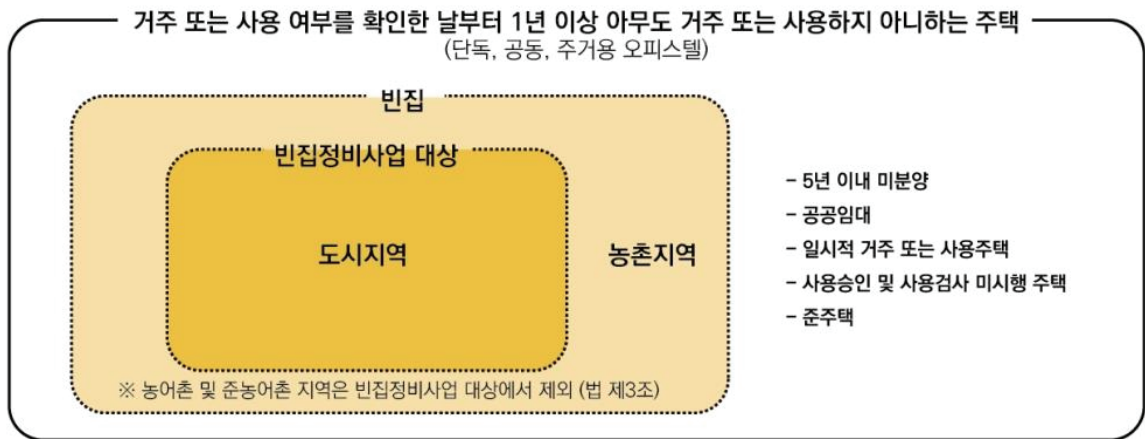 거주 또는 사용 여부를 확인한 날부터 1년 이상 아무도 거주 또는 사용하지 아니하는 주택
(단독, 공동, 주거용 오피스텔)
빈집
빈집정비사업 대상
도시지역
농촌지역
※ 농어촌 및 준농어촌 지역은 빈집정비사업 대상에서 제외 (법 제3조)
- 5년 이내 미분양
- 공공임대
- 일시적 거주 또는 사용주택
- 사용승인 및 사용검사 미시행 주택
- 준주택